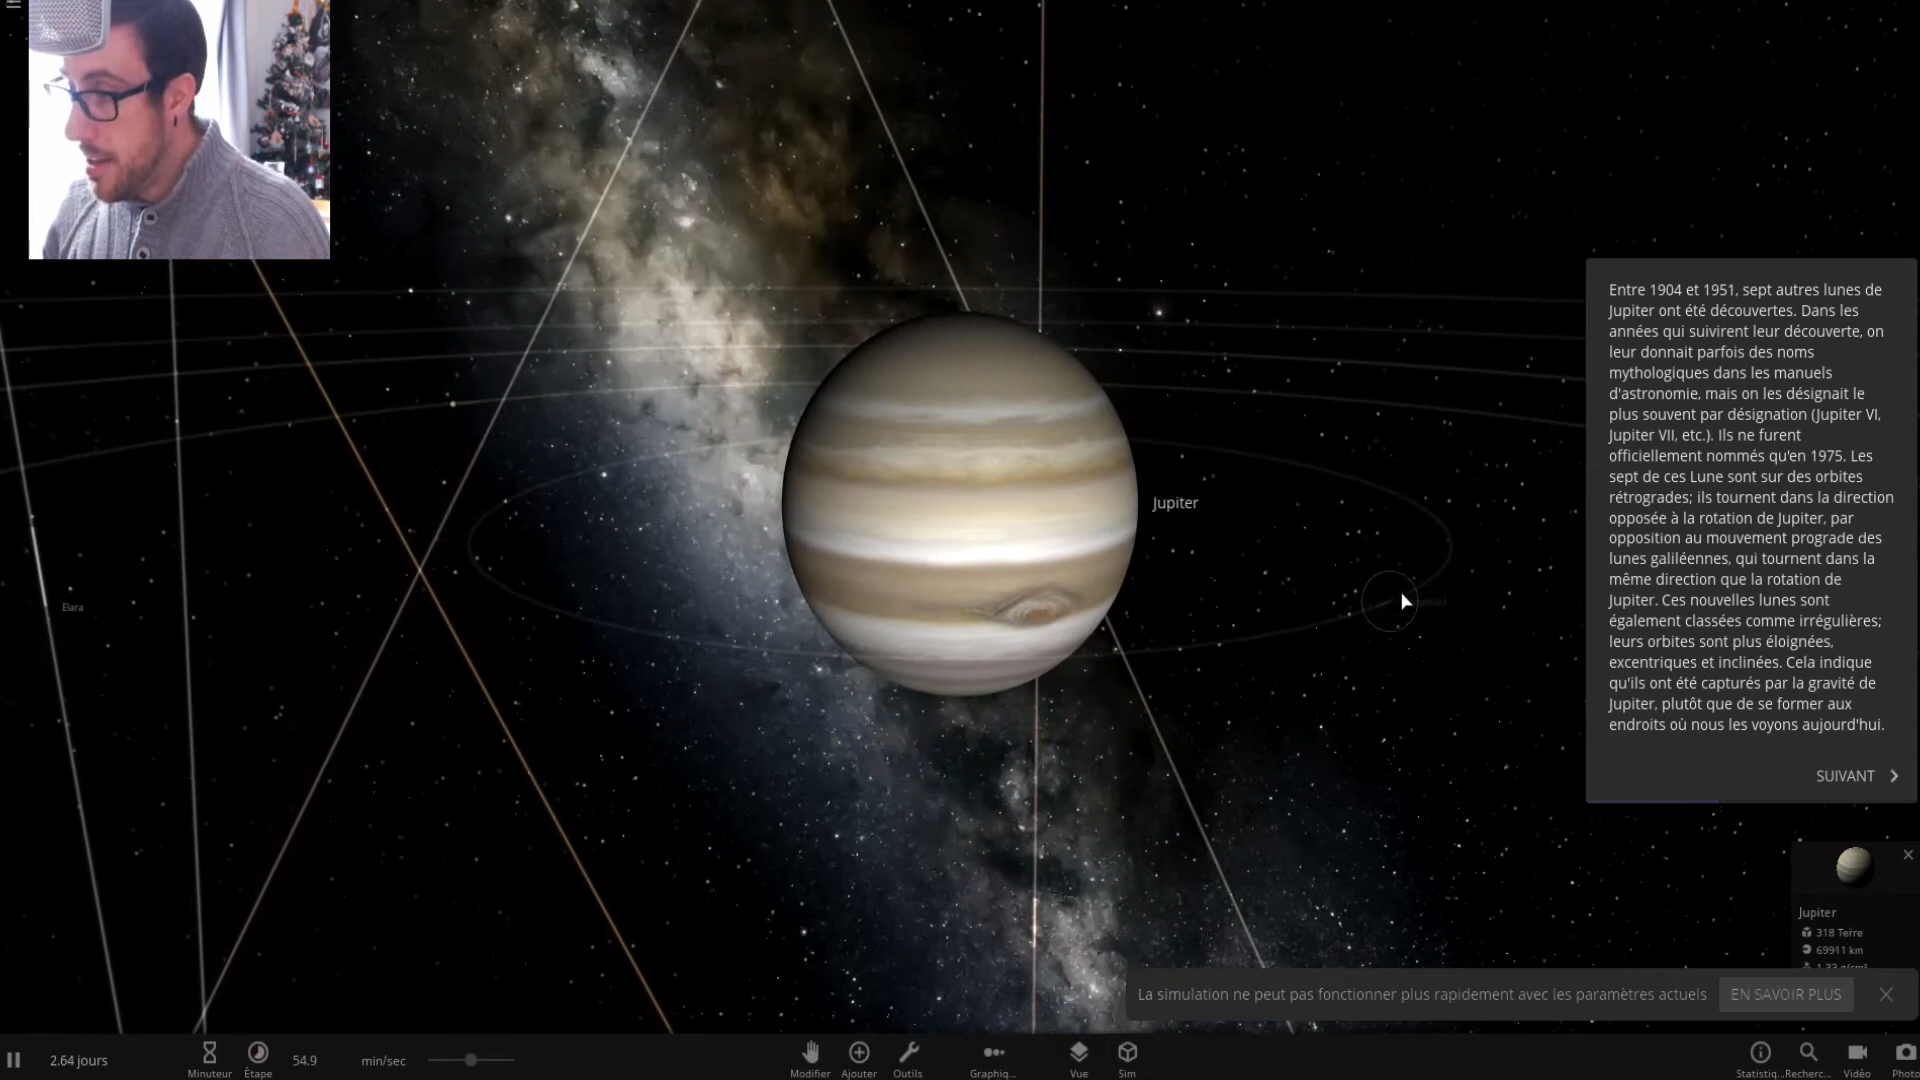 Entre 1904 et 1951, sept autres lunes de
Jupiter ont été découvertes. Dans les
années qui suivirent leur découverte, on
leur donnait parfois des noms
mythologiques dans les manuels
d'astronomie, mais on les désignait le
plus souvent par désignation (Jupiter VI,
Jupiter VII, etc.). Ils ne furent
officiellement nommés qu'en 1975. Les
sept de ces Lune sont sur des orbites
rétrogrades; ils tournent dans la direction
opposée à la rotation de Jupiter, par
opposition au mouvement prograde des
lunes galiléennes, qui tournent dans la
même direction que la rotation de
Jupiter. Ces nouvelles lunes sont
également classées comme irrégulières;
leurs orbites sont plus éloignées,
excentriques et inclinées. Cela indique
qu'ils ont été capturés par la gravité de
Jupiter, plutôt que de se former aux
endroits où nous les voyons aujourd'hui.
SUIVANT
Jupiter
Elara
Jupiter
318 Terre
69911 km
1.33 g/cm³
La simulation ne peut pas fonctionner plus rapidement avec les paramètres actuels
EN SAVOIR PLUS
2.64 jours
Minuteur
Étape
54.9
min/sec
Modifier
Ajouter
Outils
Graphiq...
Vue
Sim
Statistiq...
Recherc...
Vidéo
Photo